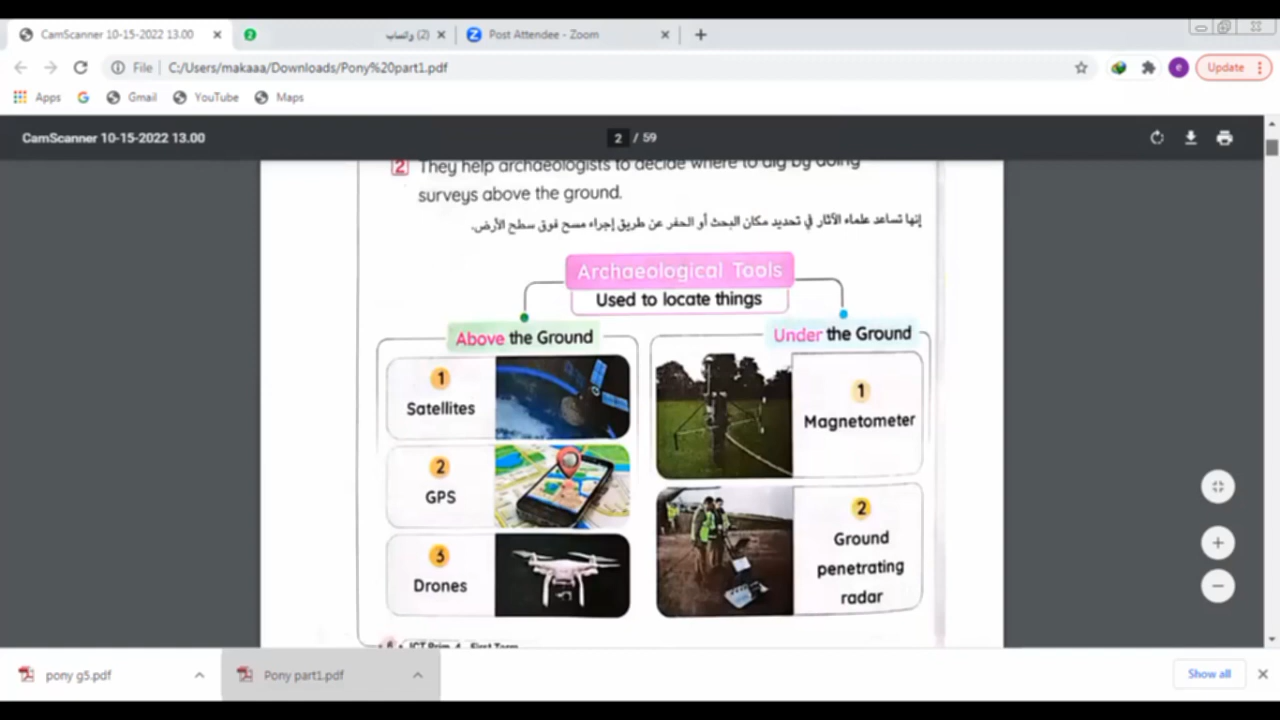 CamScanner 10-15-2022 13.00
2
(2) واتساب
Post Attendee - Zoom
File
C:/Users/makaaa/Downloads/Pony%20part1.pdf
e
Update
Apps
Gmail
YouTube
Maps
CamScanner 10-15-2022 13.00
2 / 59
2 They help archaeologists to decide where to dig by doing
surveys above the ground.
إنها تساعد علماء الآثار في تحديد مكان البحث أو الحفر عن طريق إجراء مسح فوق سطح الأرض.
Archaeological Tools
Used to locate things
Above the Ground
1
Satellites
2
GPS
3
Drones
Under the Ground
1
Magnetometer
2
Ground
penetrating
radar
6 • ICT Prim. 4 - First Term
pony g5.pdf
Pony part1.pdf
Show all